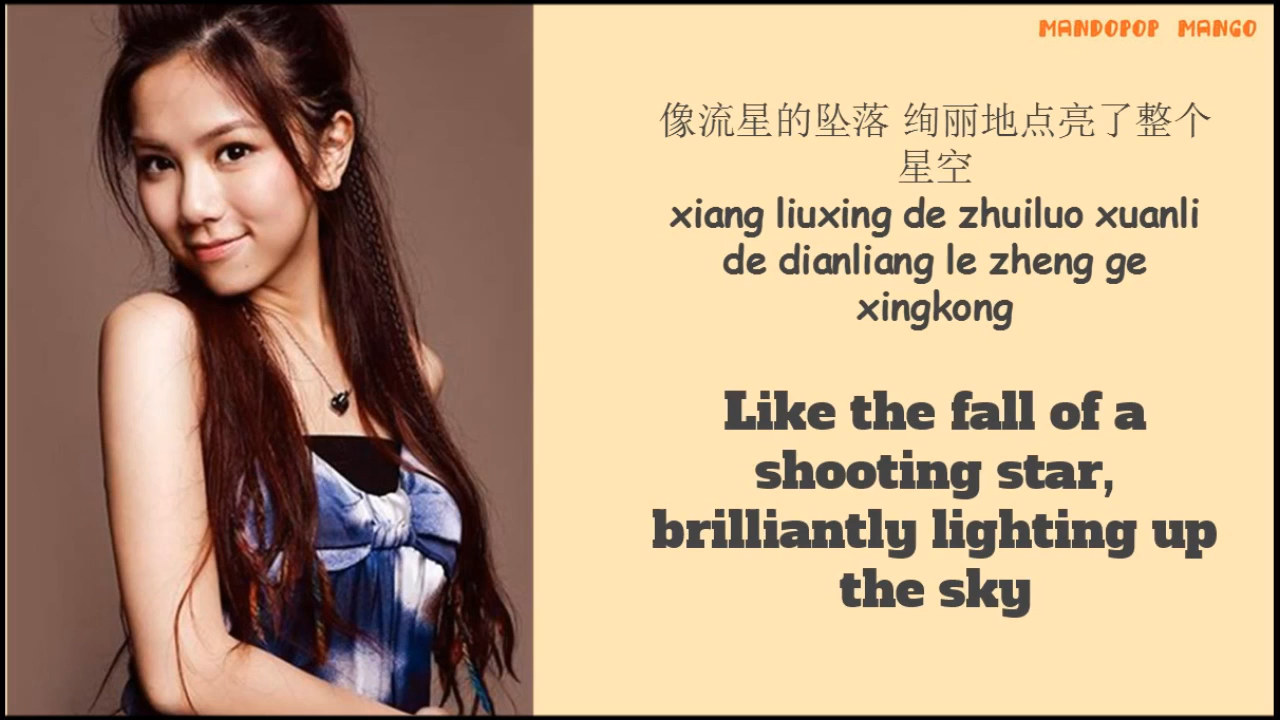 MANDOPOP MANGO
像流星的坠落 绚丽地点亮了整个
星空
xiang liuxing de zhuiluo xuanli
de dianliang le zheng ge
xingkong
Like the fall of a
shooting star,
brilliantly lighting up
the sky